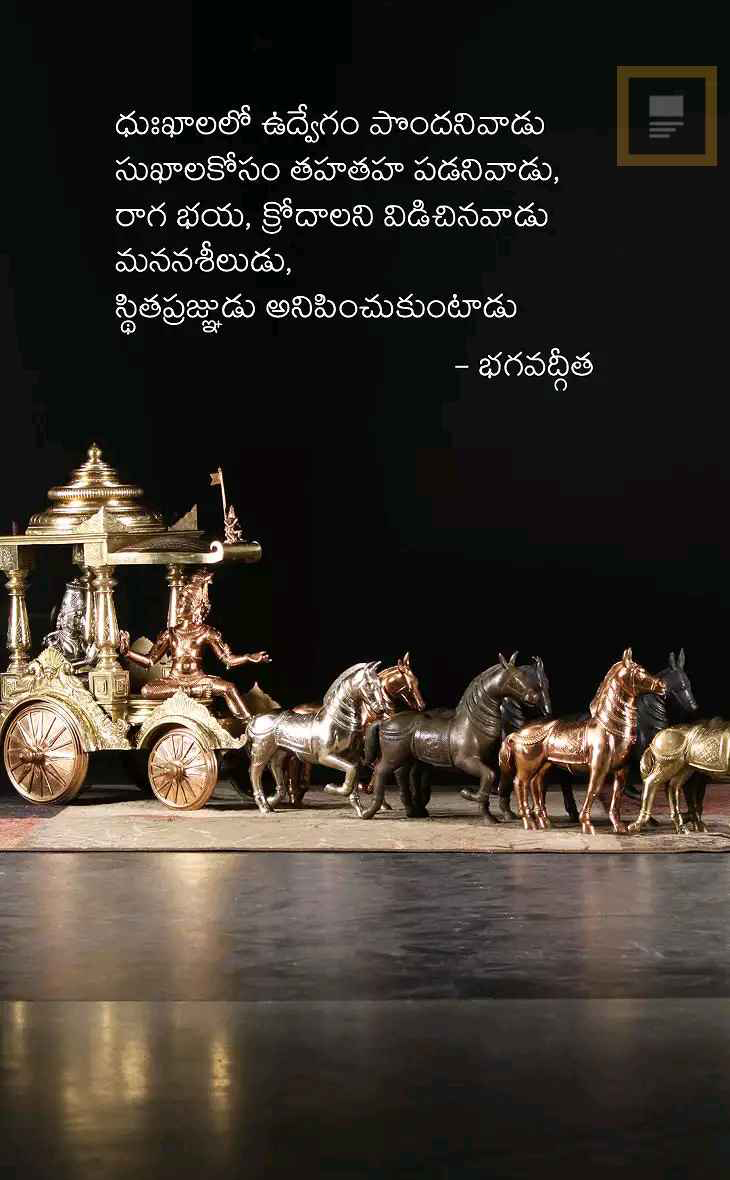 ధుఃఖాలలో ఉద్వేగం పొందనివాడు
సుఖాలకోసం తహతహ పడనివాడు,
రాగ భయ, క్రోదాలని విడిచినవాడు
మననశీలుడు,
స్థితప్రజ్ఞుడు అనిపించుకుంటాడు
– భగవద్గీత